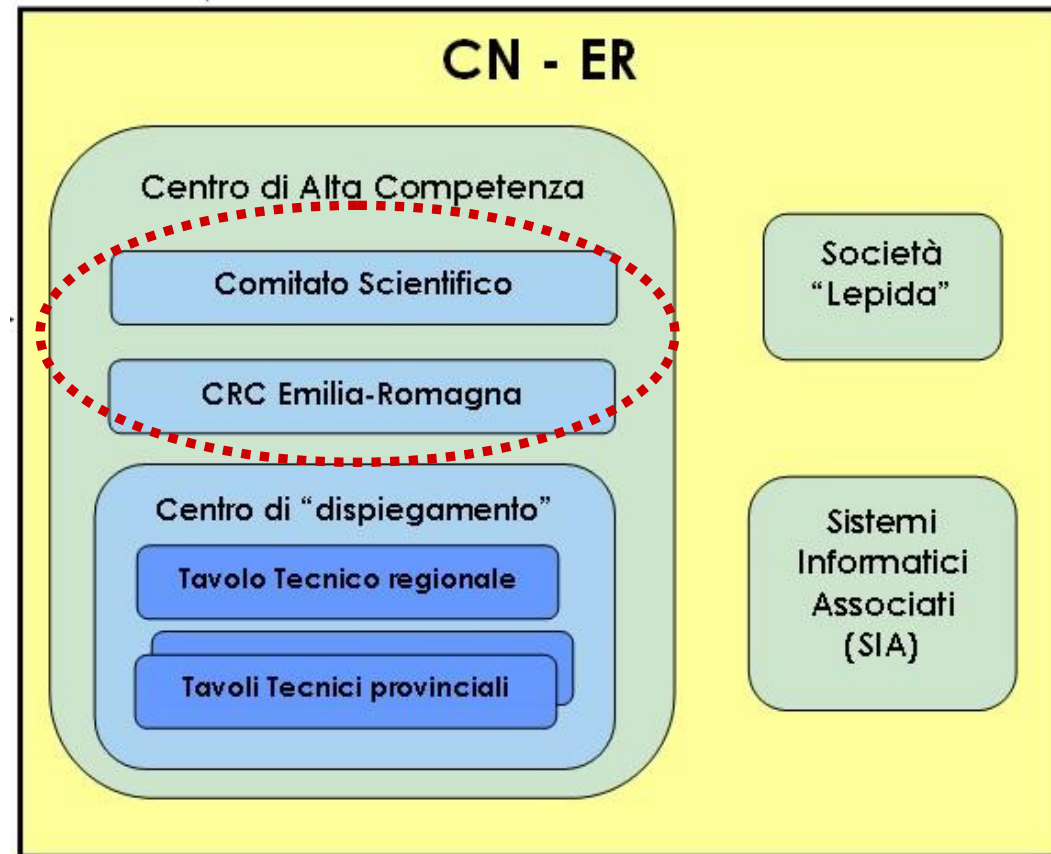 CN - ER
Centro di Alta Competenza
Comitato Scientifico
CRC Emilia-Romagna
Centro di “dispiegamento”
Tavolo Tecnico regionale
Tavoli Tecnici provinciali
Società
“Lepida”
Sistemi
Informatici
Associati
(SIA)